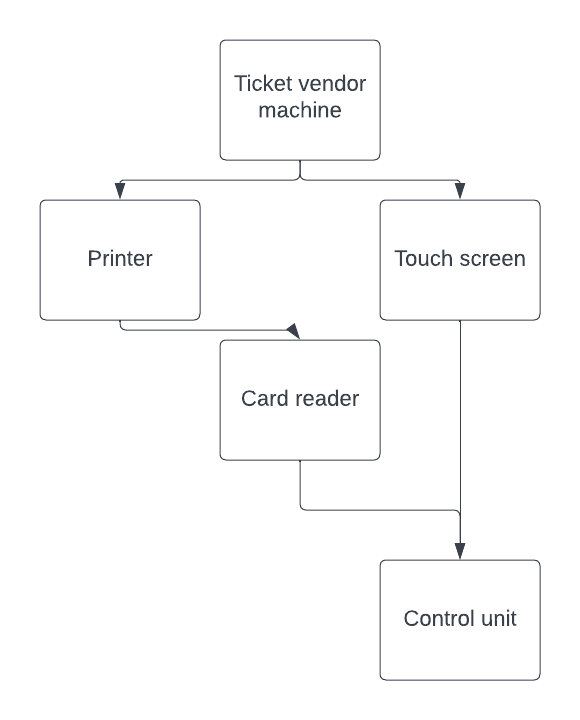 Ticket vendor
machine
Printer
Touch screen
Card reader
Control unit